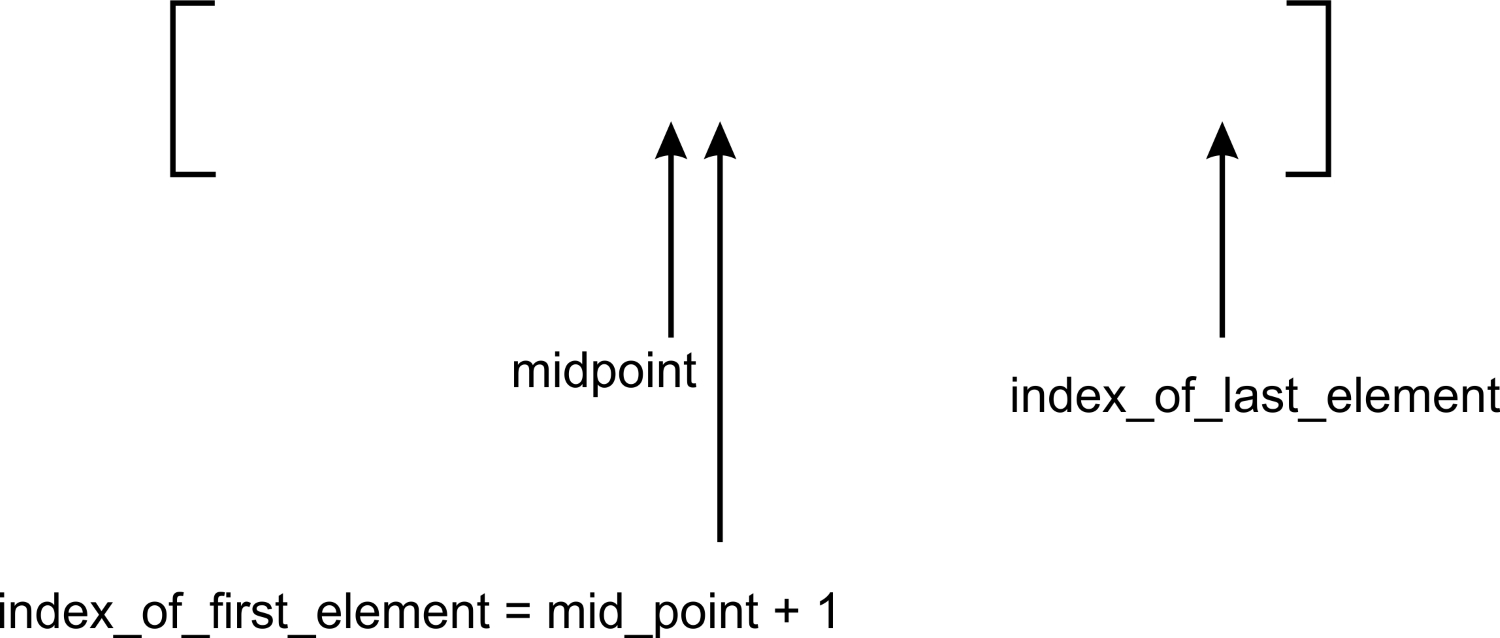 midpoint
index_of_last_element
index_of_first_element = mid_point + 1